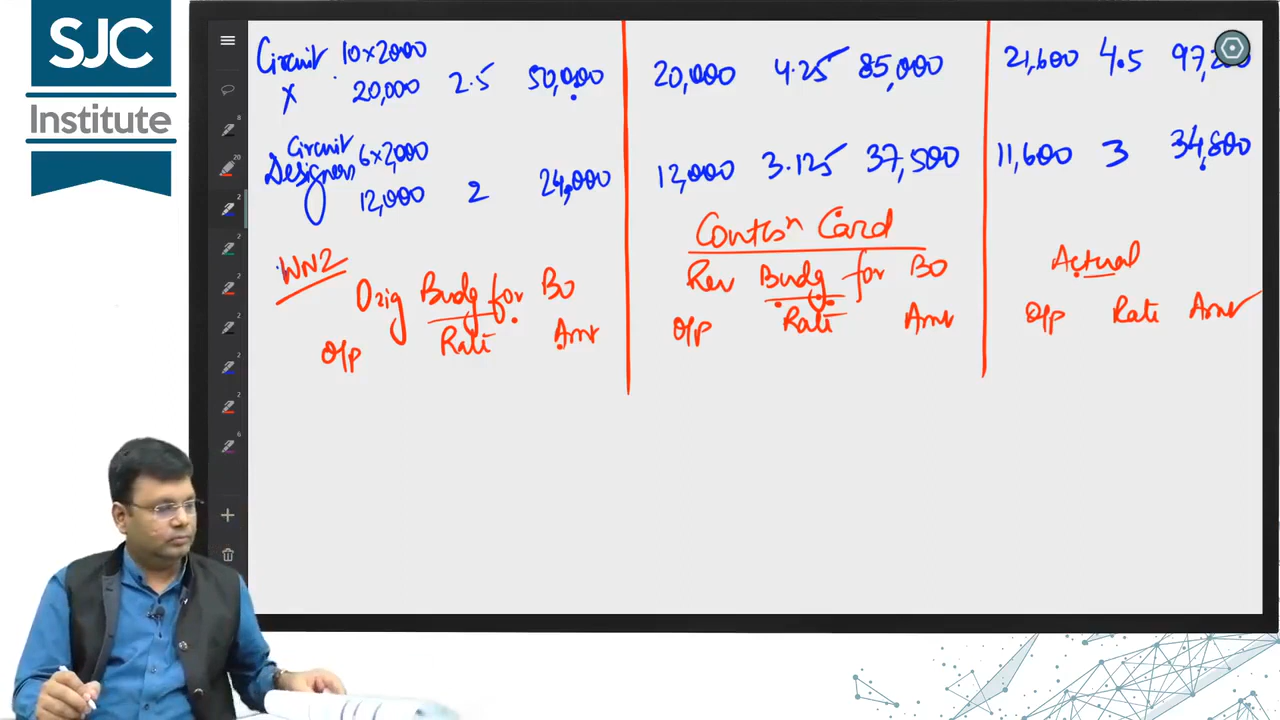 SJC
Institute
Circuit 10×2000
X 20,000 2.5 50,000
20,000 4.25 85,000
21,600 4.5
Circuit
Designer 6×2,000
12,000 2 24,000
12,000 3.125 37,500
11,600 3 34,800
WN2
Orig Budg for BO
O/p Rate Amt
Contrsn Card
Rev Budg for BO
O/p Rate Amt
Actual
O/p Rate Amt